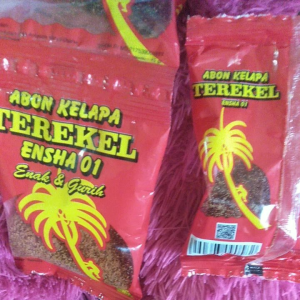 ABON KELAPA
TEREKEL
ENSHA 01
Enak & Gurih
ABON KELAPA
TEREKEL
ENSHA 01